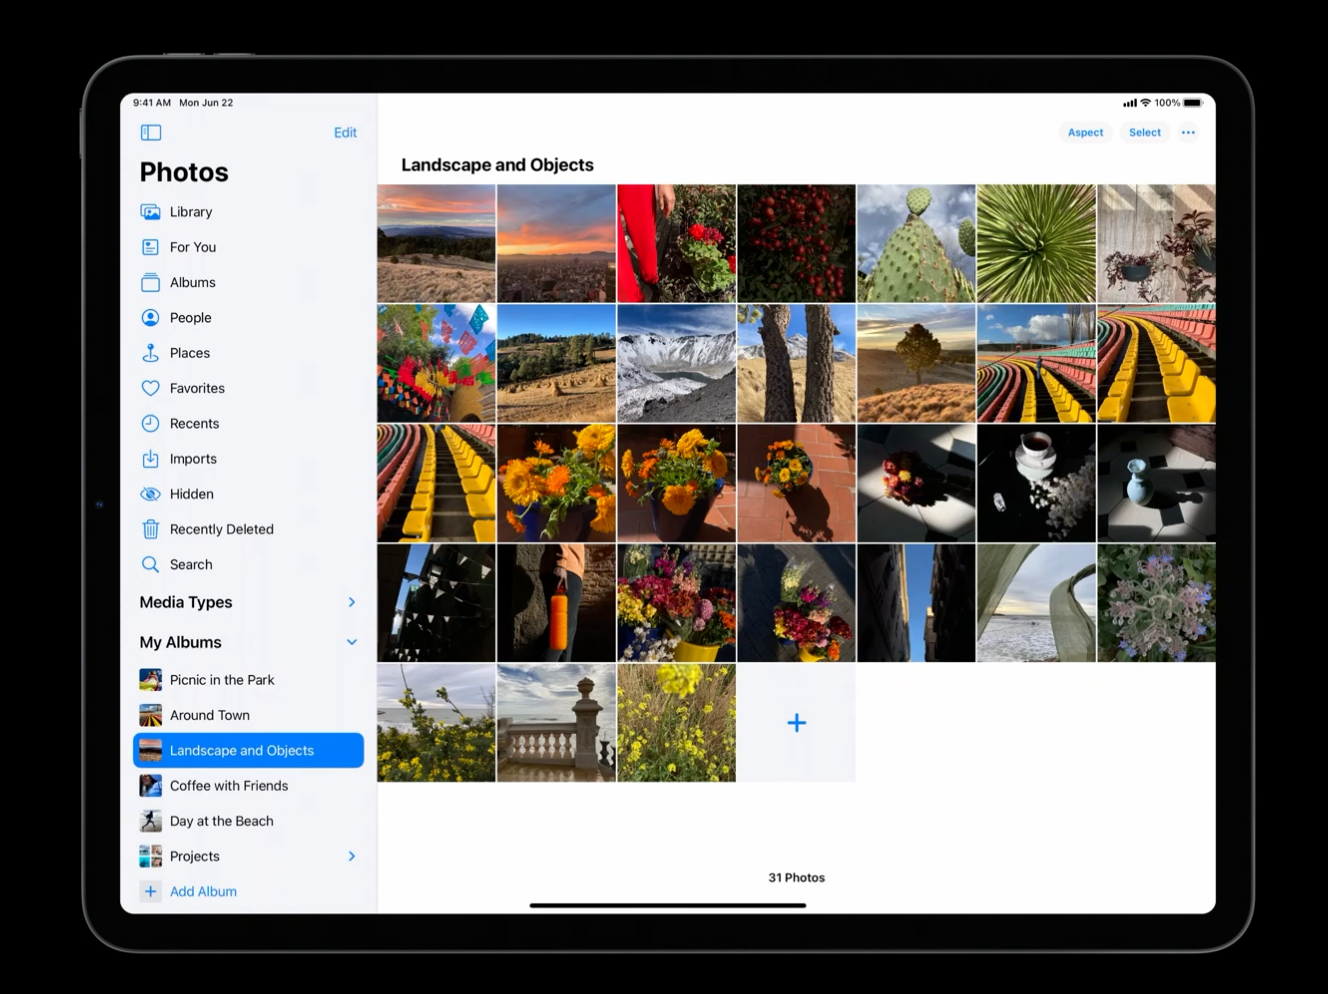 9:41 AM Mon Jun 22
100%
Edit
Aspect
Select
Photos
Landscape and Objects
Library
For You
Albums
People
Places
Favorites
Recents
Imports
Hidden
Recently Deleted
Search
Media Types
My Albums
Picnic in the Park
Around Town
Landscape and Objects
Coffee with Friends
Day at the Beach
Projects
Add Album
31 Photos